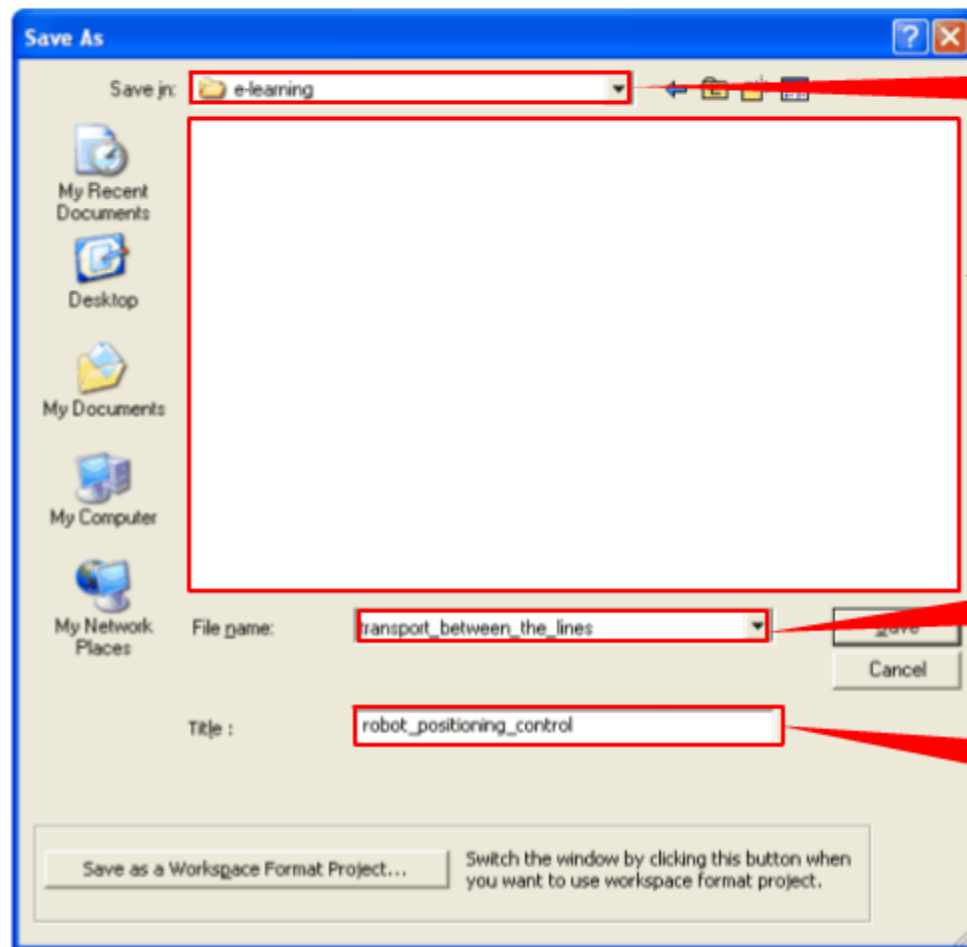 Save As
Save in:
e-learning
My Recent
Documents
Desktop
My Documents
My Computer
My Network
Places
File name:
transport_between_the_lines
Save
Cancel
Title :
robot_positioning_control
Save as a Workspace Format Project...
Switch the window by clicking this button when
you want to use workspace format project.